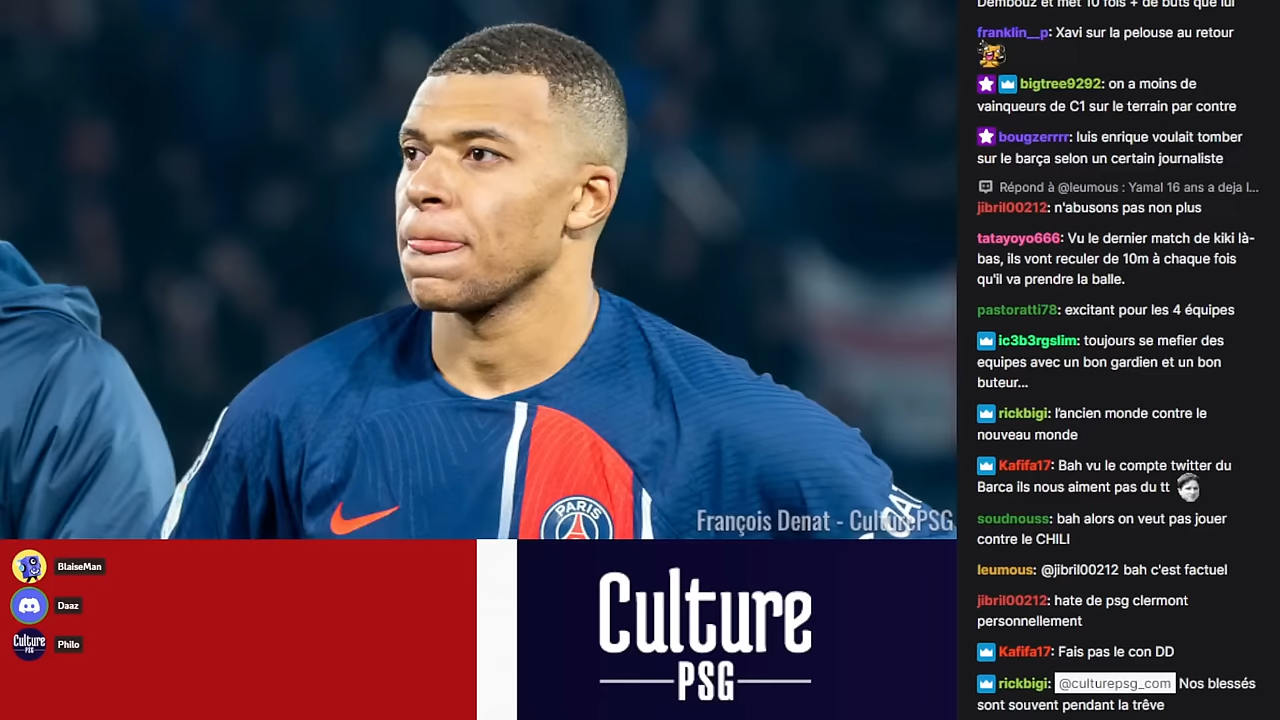 PARIS
QAT
François Denat - CulturePSG
BlaiseMan
Daaz
Culture
PSG
Philo
Culture
PSG
Dembouz et met 10 fois + de buts que lui
franklin__p: Xavi sur la pelouse au retour
bigtree9292: on a moins de
vainqueurs de C1 sur le terrain par contre
bougzerrrr: luis enrique voulait tomber
sur le barça selon un certain journaliste
Répond à @leumous : Yamal 16 ans a deja l...
jibril00212: n'abusons pas non plus
tatayoyo666: Vu le dernier match de kiki là-
bas, ils vont reculer de 10m à chaque fois
qu'il va prendre la balle.
pastoratti78: excitant pour les 4 équipes
ic3b3rgslim: toujours se mefier des
equipes avec un bon gardien et un bon
buteur...
rickbigi: l'ancien monde contre le
nouveau monde
Kafifa17: Bah vu le compte twitter du
Barca ils nous aiment pas du tt
soudnouss: bah alors on veut pas jouer
contre le CHILI
leumous: @jibril00212 bah c'est factuel
jibril00212: hate de psg clermont
personnellement
Kafifa17: Fais pas le con DD
rickbigi: @culturepsg_com Nos blessés
sont souvent pendant la trêve